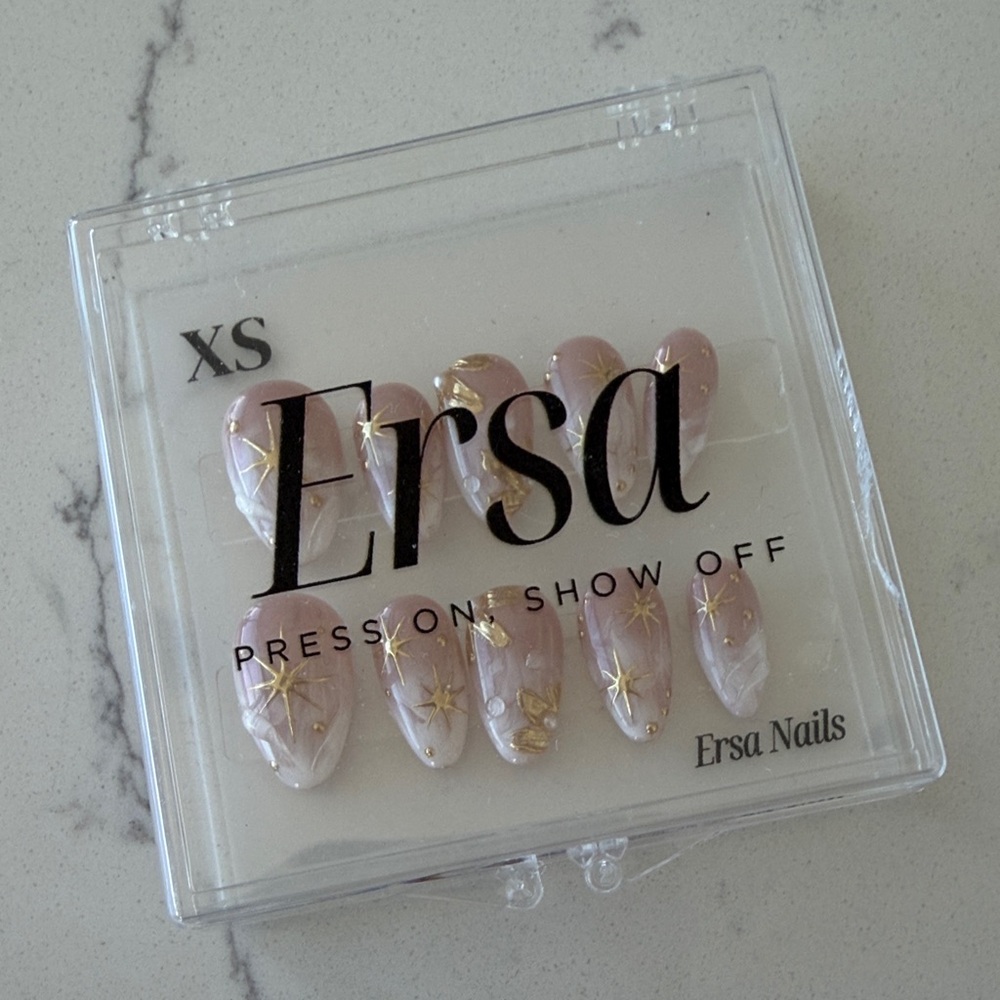 XS
Ersa
PRESS ON, SHOW OFF
Ersa Nails